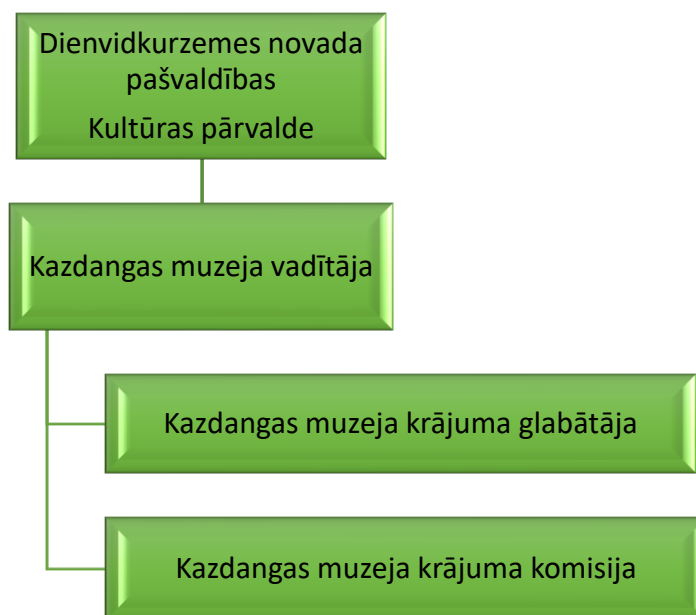 Dienvidkurzemes novada
pašvaldības
Kultūras pārvalde
Kazdangas muzeja vadītāja
Kazdangas muzeja krājuma glabātāja
Kazdangas muzeja krājuma komisija